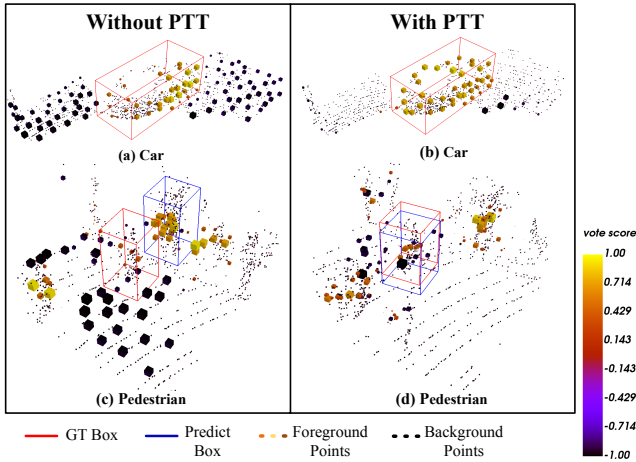 Without PTT
With PTT
(a) Car
(b) Car
(c) Pedestrian
(d) Pedestrian
vote score
1.00
0.714
0.429
0.143
-0.143
-0.429
-0.714
-1.00
GT Box
Predict
Box
Foreground
Points
Background
Points